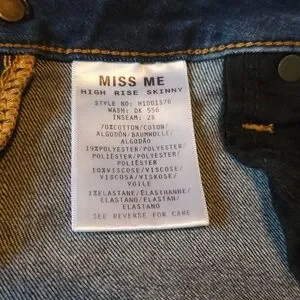 MISS ME
HIGH RISE SKINNY
STYLE NO: H1001S76
WASH: DK 556
INSEAM: 28
70%COTTON/COTON/
ALGODÓN/BAUMWOLLE/
ALGODÃO
19%POLYESTER/POLYESTER/
POLIÉSTER/POLYESTER/
POLIÉSTER
10%VISCOSE/VISCOSE/
VISCOSA/VISKOSE/
VOILE
1%ELASTANE/ÉLASTHANNE/
ELASTANO/ELASTAN/
ELASTANO
SEE REVERSE FOR CARE